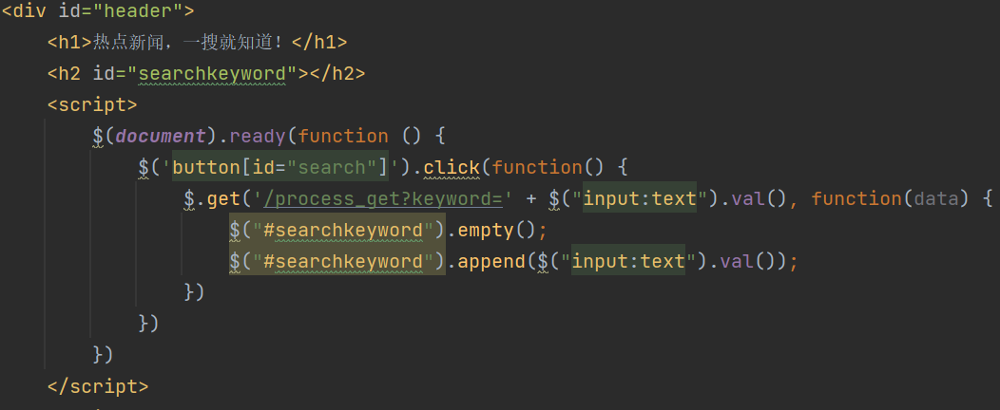 <div id="header">
<h1>热点新闻，一搜就知道！</h1>
<h2 id="searchkeyword"></h2>
<script>
$(document).ready(function () {
$('button[id="search"]').click(function() {
$.get('/process_get?keyword=' + $("input:text").val(), function(data) {
$("#searchkeyword").empty();
$("#searchkeyword").append($("input:text").val());
})
})
})
</script>